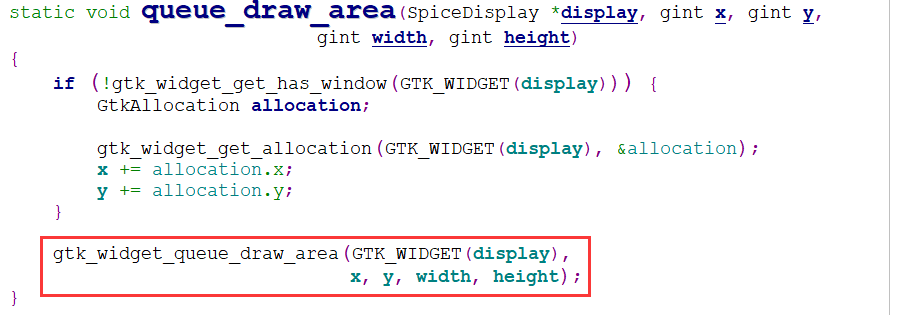 static void queue_draw_area(SpiceDisplay *display, gint x, gint y,
                            gint width, gint height)
{
    if (!gtk_widget_get_has_window(GTK_WIDGET(display))) {
        GtkAllocation allocation;

        gtk_widget_get_allocation(GTK_WIDGET(display), &allocation);
        x += allocation.x;
        y += allocation.y;
    }

    gtk_widget_queue_draw_area(GTK_WIDGET(display),
                               x, y, width, height);
}